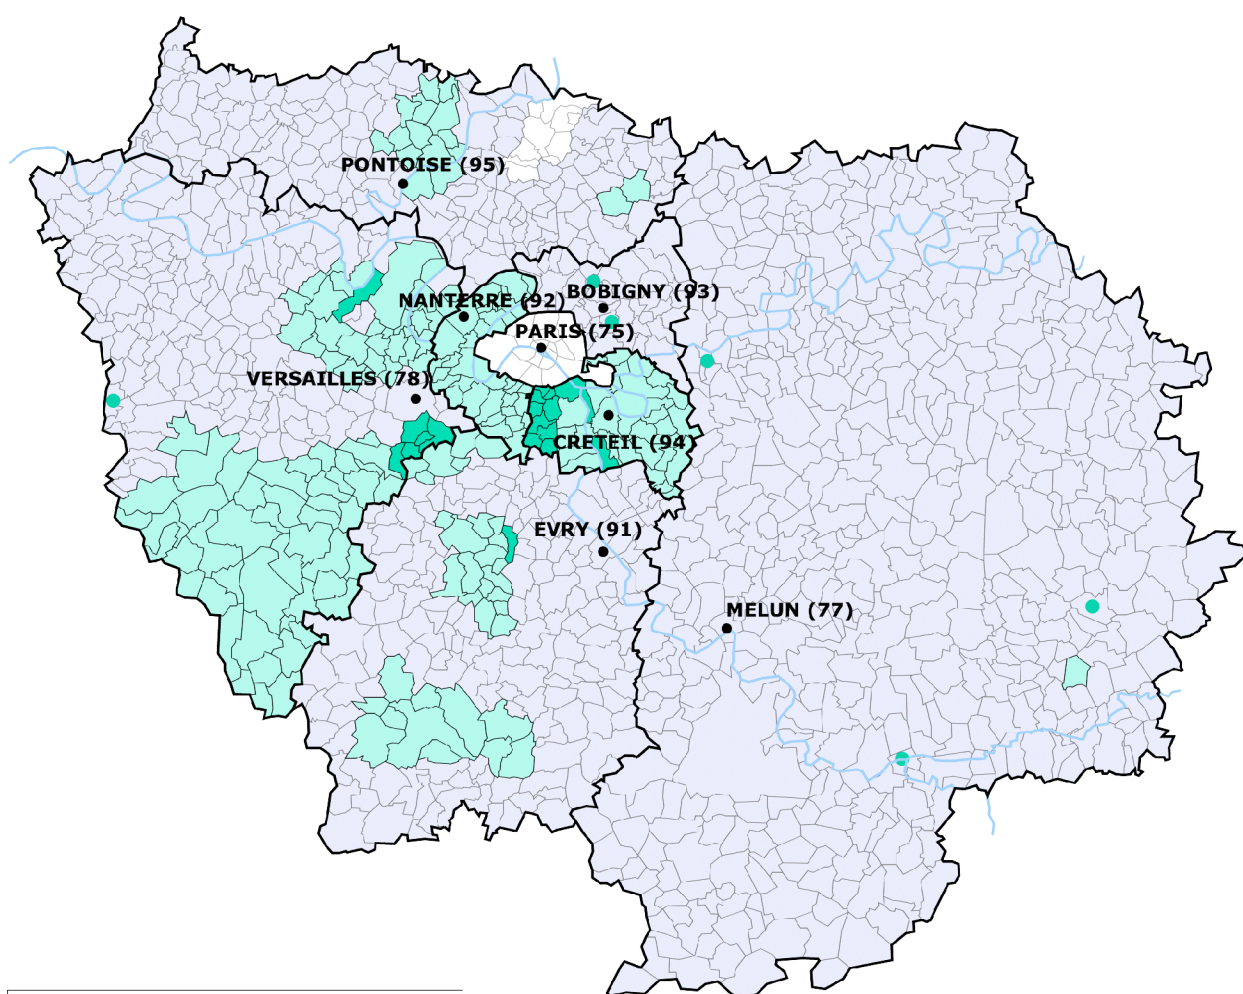 PONTOISE (95)
NANTERRE (92)
BOBIGNY (93)
PARIS (75)
VERSAILLES (78)
CRETEIL (94)
EVRY (91)
MELUN (77)